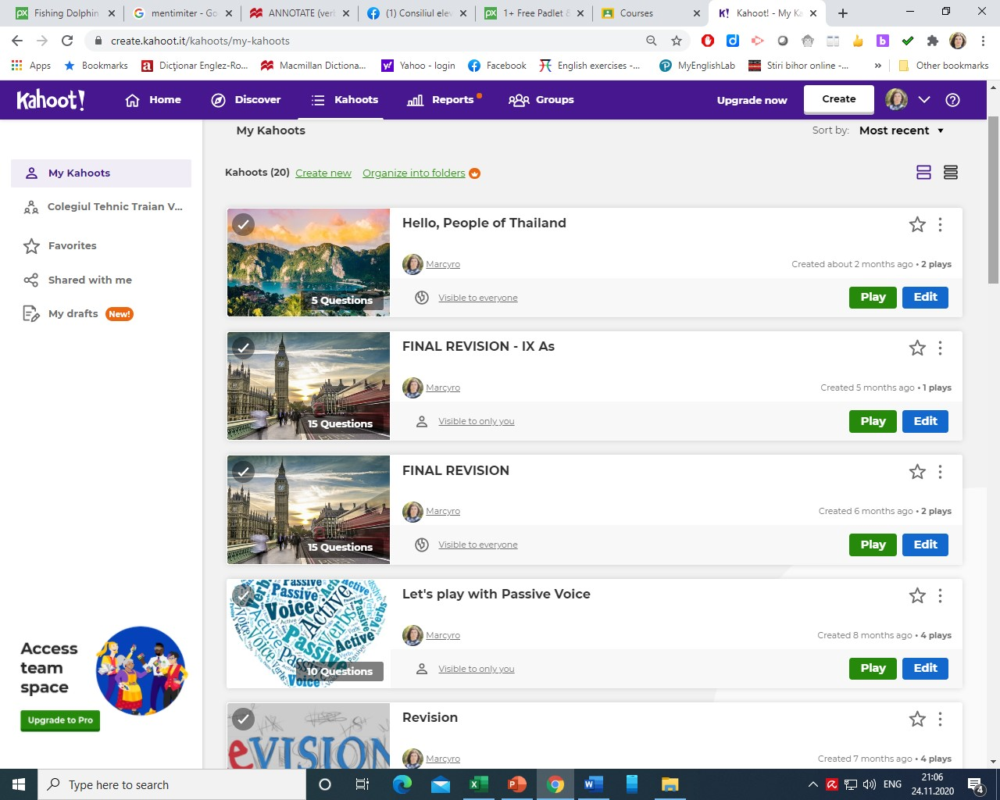 Fishing Dolphin
mentimiter - Go
ANNOTATE (ver
(1) Consiliul elev
1+ Free Padlet &
Courses
Kahoot! - My Ka
create.kahoot.it/kahoots/my-kahoots
Apps
Bookmarks
Dicţionar Englez-Ro...
Macmillan Dictiona...
Yahoo - login
Facebook
English exercises -...
MyEnglishLab
Stiri bihor online -...
»
Other bookmarks
Kahoot!
Home
Discover
Kahoots
Reports
Groups
Upgrade now
Create
My Kahoots
Sort by: Most recent
My Kahoots
Colegiul Tehnic Traian V...
Favorites
Shared with me
My drafts New!
Kahoots (20) Create new Organize into folders
Hello, People of Thailand
5 Questions
Marcyro
Created about 2 months ago • 2 plays
Visible to everyone
Play Edit
FINAL REVISION - IX As
15 Questions
Marcyro
Created 5 months ago • 1 plays
Visible to only you
Play Edit
FINAL REVISION
15 Questions
Marcyro
Created 6 months ago • 2 plays
Visible to everyone
Play Edit
Let's play with Passive Voice
Passive
Active
Voice
Verbs
10 Questions
Marcyro
Created 8 months ago • 4 plays
Visible to only you
Play Edit
Revision
eVISION
Marcyro
Created 7 months ago • 4 plays
Access
team
space
Upgrade to Pro
Type here to search
ENG
21:06
24.11.2020
4